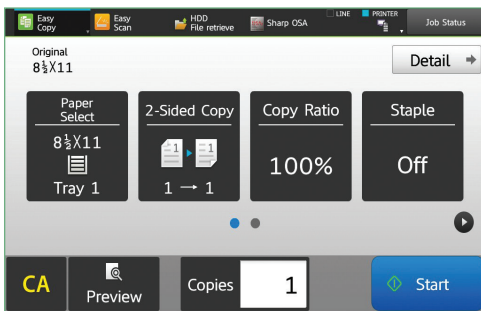 Easy Copy
Easy Scan
HDD File retrieve
Sharp OSA
LINE
PRINTER
Job Status
Original
8½X11
Detail
Paper Select
8½X11
Tray 1
2-Sided Copy
1
1
1 → 1
Copy Ratio
100%
Staple
Off
CA
Preview
Copies
1
Start